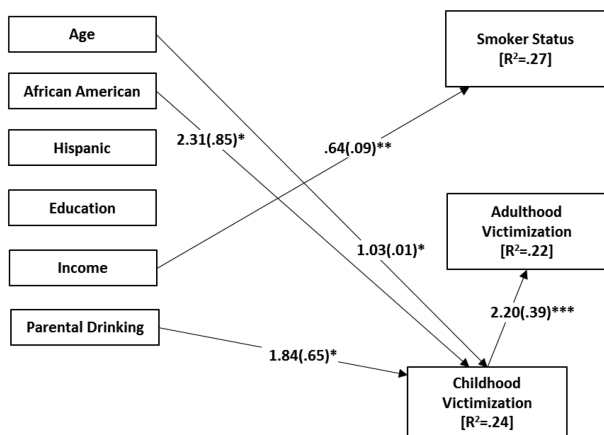 Age
African American
Hispanic
Education
Income
Parental Drinking
Smoker Status
[R²=.27]
2.31(.85)*
.64(.09)**
Adulthood
Victimization
[R²=.22]
1.03(.01)*
2.20(.39)***
1.84(.65)*
Childhood
Victimization
[R²=.24]